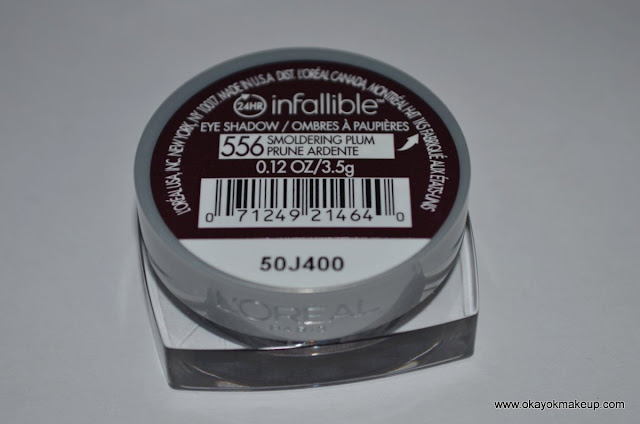 L'ORÉAL USA, INC. NEW YORK, NY 10017. MADE IN U.S.A. DIST. L'ORÉAL CANADA, MONTRÉAL H4T 1K5 FABRIQUÉ AUX ÉTATS-UNIS
24HR infallible™
EYE SHADOW / OMBRES À PAUPIÈRES
556 SMOLDERING PLUM
PRUNE ARDENTE
0.12 OZ/3.5g
0 71249 21464 0
50J400
L'ORÉAL
PARIS
www.okayokmakeup.com